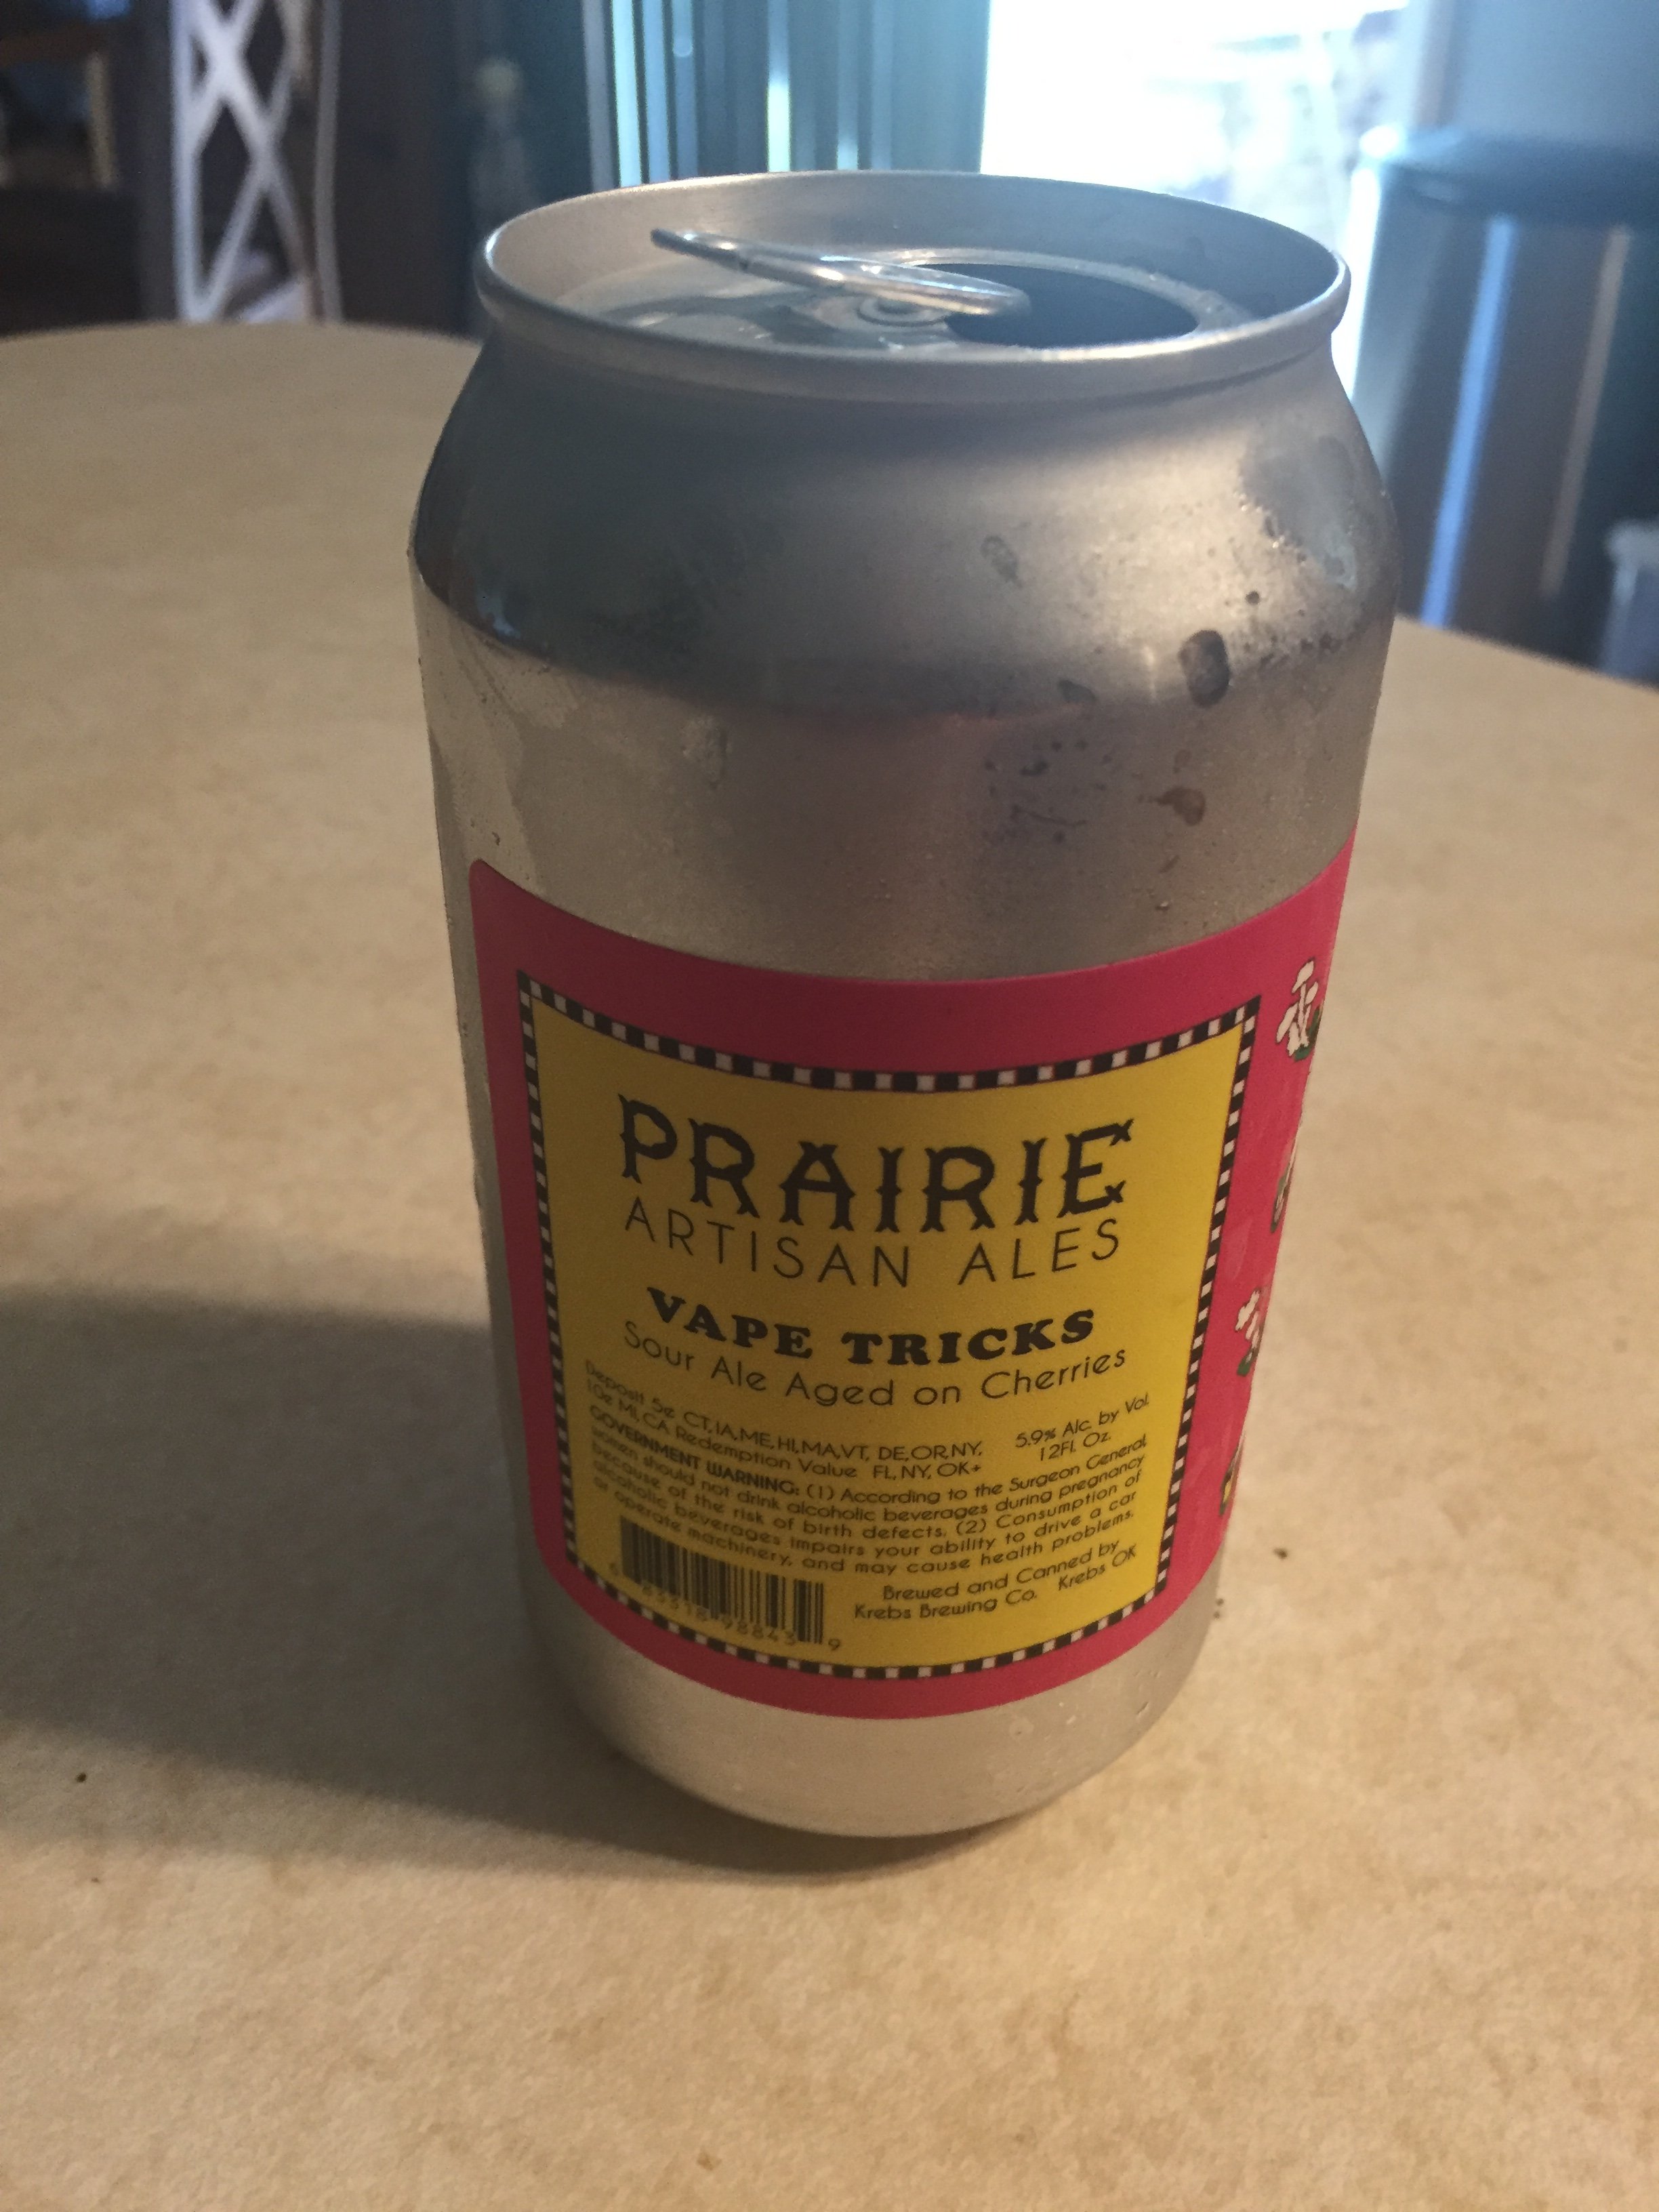 PRAIRIE
ARTISAN ALES
VAPE TRICKS
Sour Ale Aged on Cherries
Deposit 5¢ CT,IA,ME,HI,MA,VT, DE,OR,NY,
10¢ MI,CA Redemption Value FL,NY,OK+
5.9% Alc. by Vol.
12Fl. Oz.
GOVERNMENT WARNING: (1) According to the Surgeon General,
women should not drink alcoholic beverages during pregnancy
because of the risk of birth defects. (2) Consumption of
alcoholic beverages impairs your ability to drive a car
or operate machinery, and may cause health problems.
Brewed and Canned by
Krebs Brewing Co. Krebs OK
98843 9